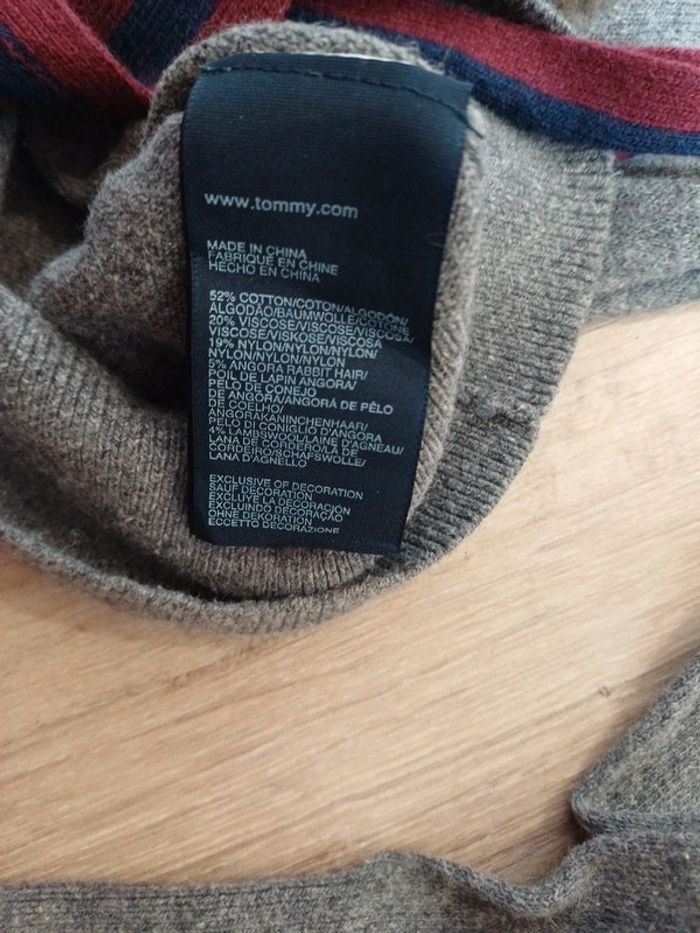 www.tommy.com
MADE IN CHINA
FABRIQUÉ EN CHINE
HECHO EN CHINA
52% COTTON/COTON/ALGODÓN/
ALGODÃO/BAUMWOLLE/COTONE
20% VISCOSE/VISCOSE/VISCOSA/
VISCOSE/VISKOSE/VISCOSA
19% NYLON/NYLON/NYLON/
NYLON/NYLON/NYLON
5% ANGORA RABBIT HAIR/
POIL DE LAPIN ANGORA/
PELO DE CONEJO
DE ANGORA/ANGORÁ DE PÊLO
DE COELHO/
ANGORAKANINCHENHAAR/
PELO DI CONIGLIO D'ANGORA
4% LAMBSWOOL/LAINE D'AGNEAU/
LANA DE CORDERO/LÃ DE
CORDEIRO/SCHAFSWOLLE/
LANA D'AGNELLO
EXCLUSIVE OF DECORATION
SAUF DECORATION
EXCLUYE LA DECORACIÓN
EXCLUINDO DECORAÇÃO
OHNE DEKORATION
ECCETTO DECORAZIONE